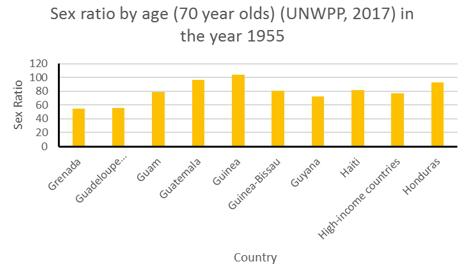 Sex ratio by age (70 year olds) (UNWPP, 2017) in
the year 1955
120
100
80
60
40
20
0
Sex Ratio
Grenada
Guadeloupe…
Guam
Guatemala
Guinea
Guinea-Bissau
Guyana
Haiti
High-income countries
Honduras
Country